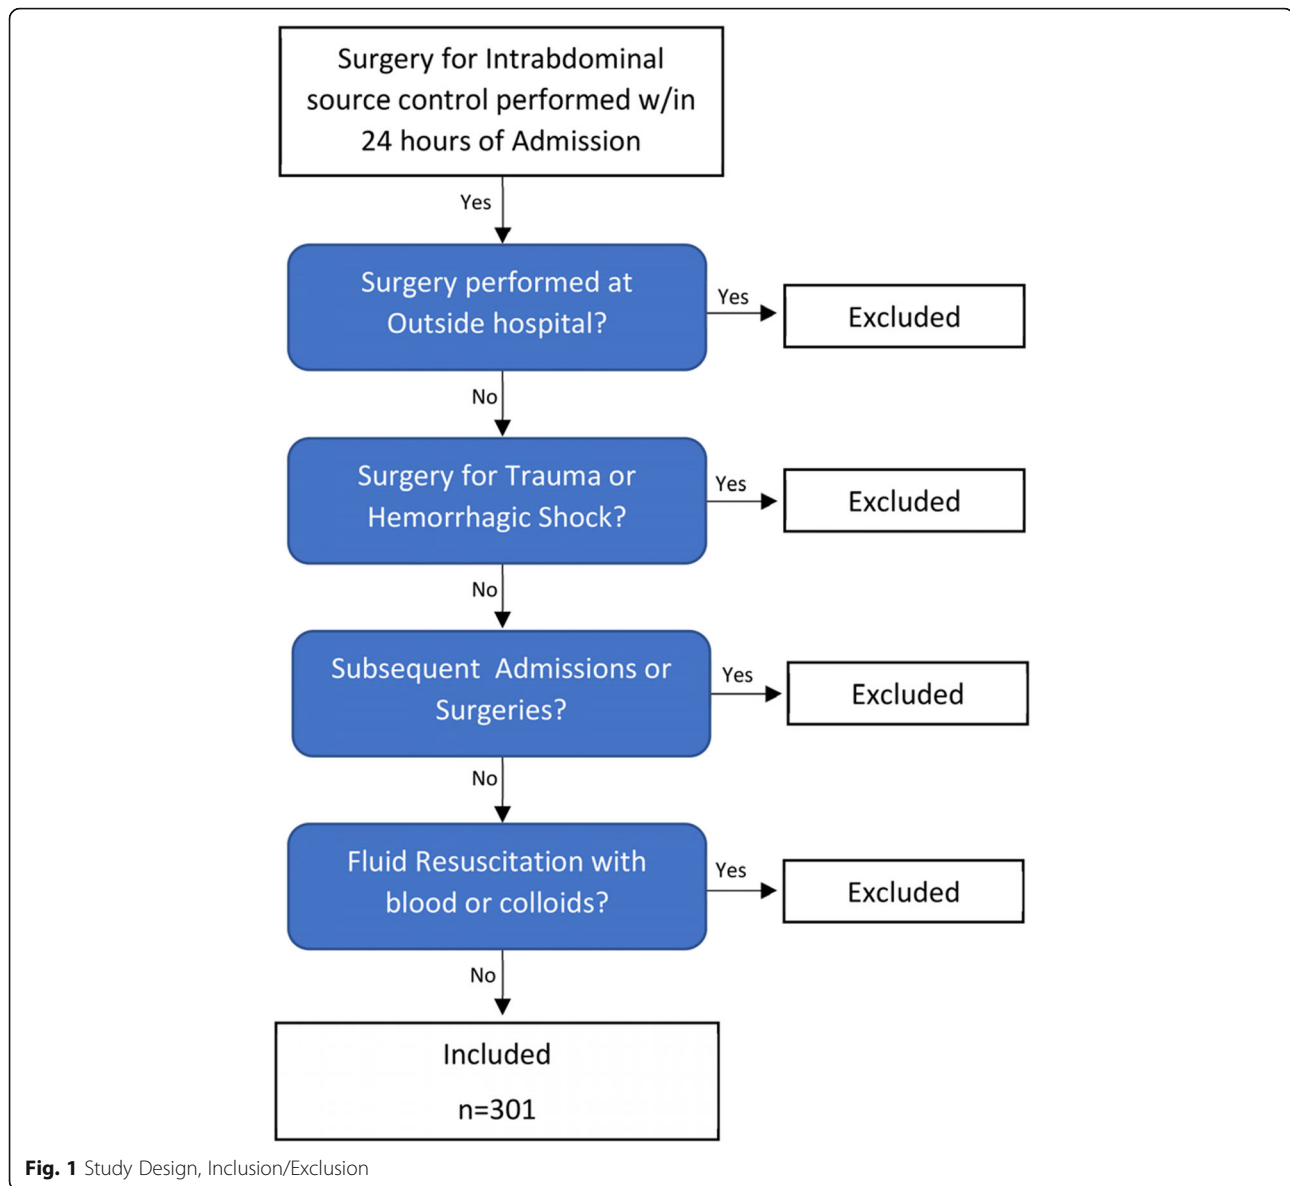 Surgery for Intrabdominal
source control performed w/in
24 hours of Admission
Yes
Surgery performed at
Outside hospital?
Yes
Excluded
No
Surgery for Trauma or
Hemorrhagic Shock?
Yes
Excluded
No
Subsequent Admissions or
Surgeries?
Yes
Excluded
No
Fluid Resuscitation with
blood or colloids?
Yes
Excluded
No
Included
n=301
Fig. 1 Study Design, Inclusion/Exclusion